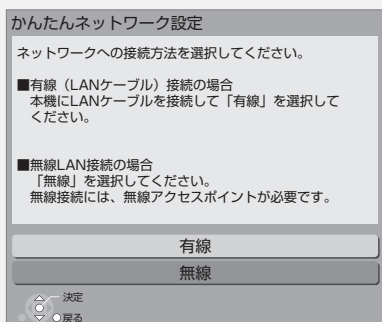 かんたんネットワーク設定
ネットワークへの接続方法を選択してください。
■有線（LANケーブル）接続の場合
本機にLANケーブルを接続して「有線」を選択して
ください。
■無線LAN接続の場合
「無線」を選択してください。
無線接続には、無線アクセスポイントが必要です。
有線
無線
決定
戻る